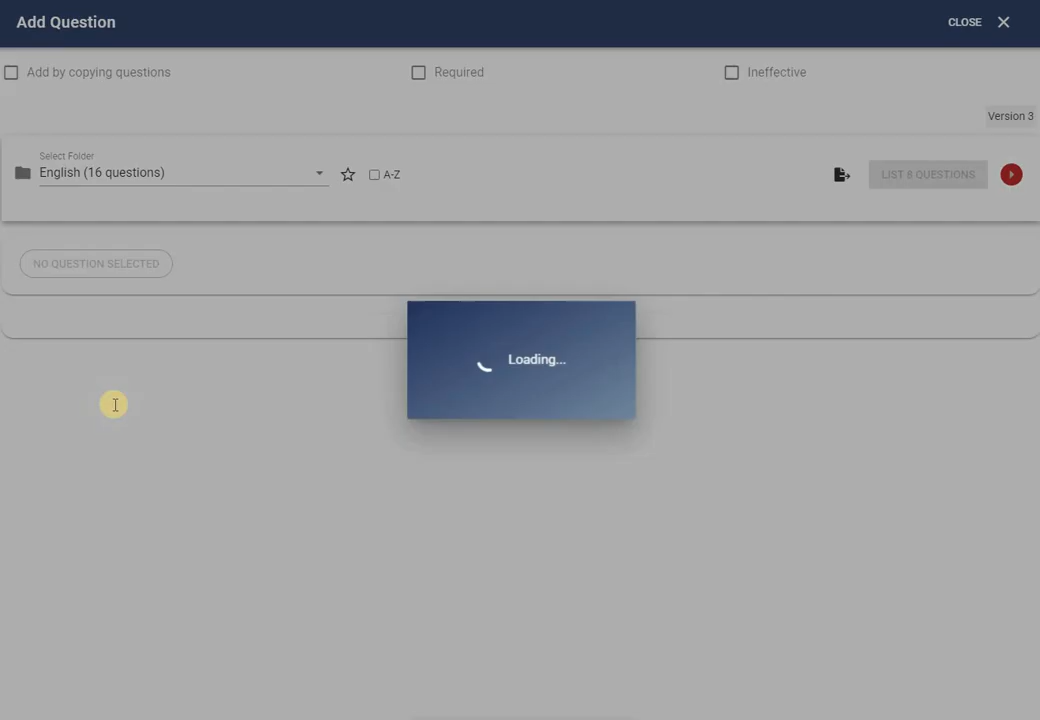 Add Question
CLOSE
Add by copying questions
Required
Ineffective
Version 3
Select Folder
English (16 questions)
A-Z
LIST 8 QUESTIONS
NO QUESTION SELECTED
Loading...